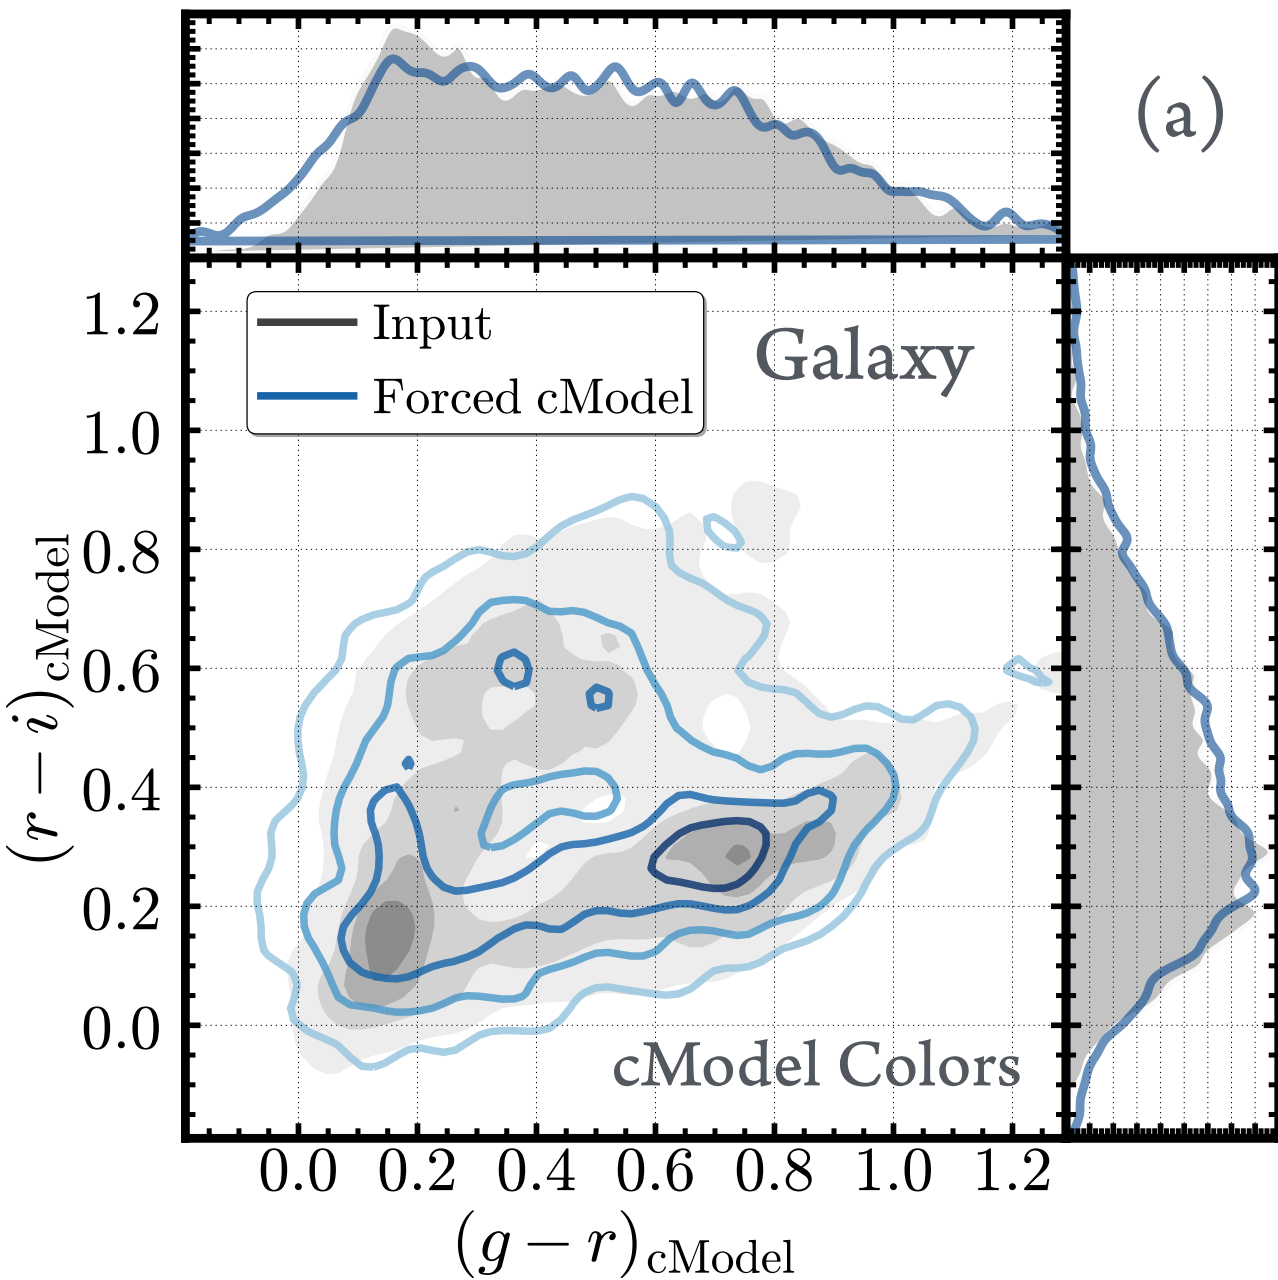 (a)
Input
Forced cModel
Galaxy
cModel Colors
1.2
1.0
0.8
0.6
0.4
0.2
0.0
(r − i)cModel
0.0 0.2 0.4 0.6 0.8 1.0 1.2
(g − r)cModel